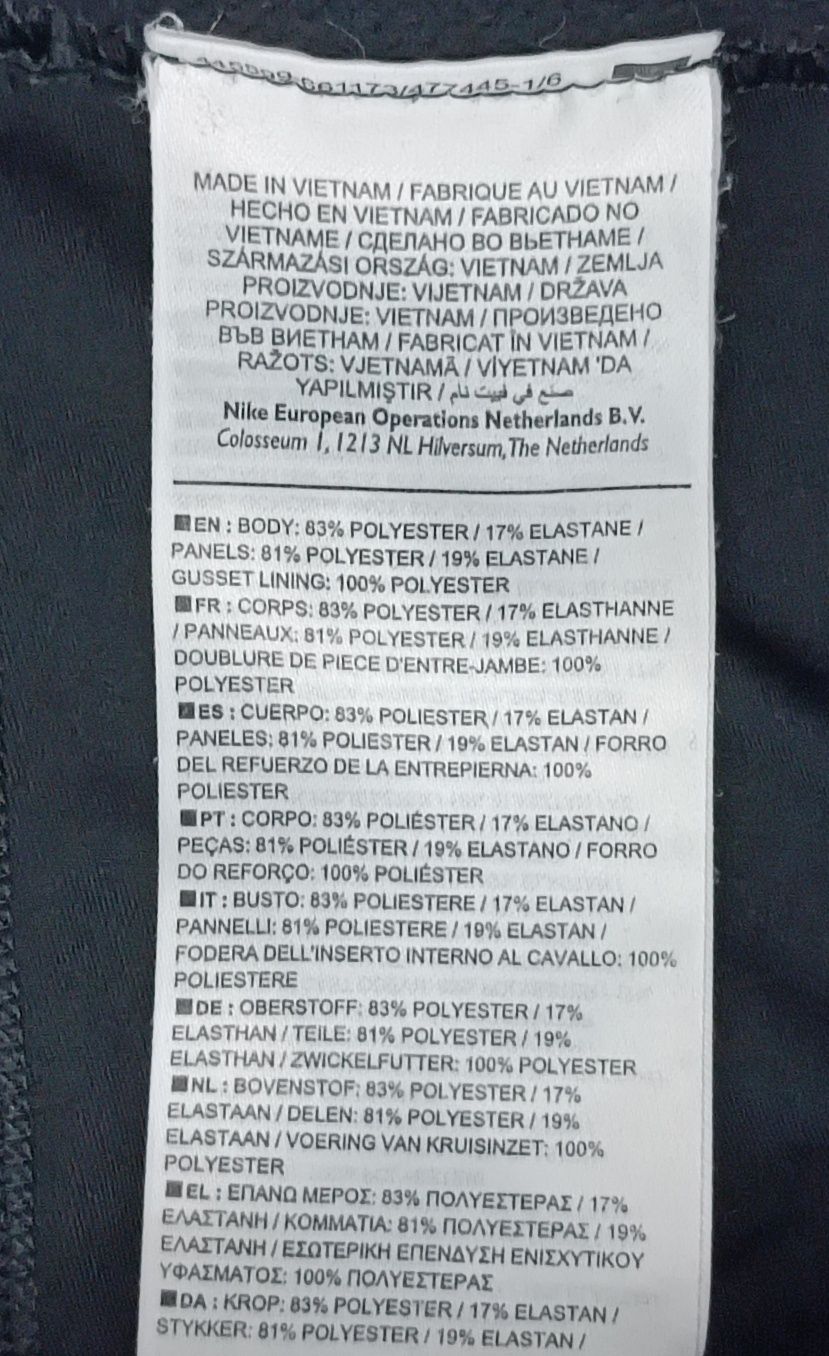 601173/477445-1/6
MADE IN VIETNAM / FABRIQUE AU VIETNAM /
HECHO EN VIETNAM / FABRICADO NO
VIETNAME / СДЕЛАНО ВО ВЬЕТНАМЕ /
SZÁRMAZÁSI ORSZÁG: VIETNAM / ZEMLJA
PROIZVODNJE: VIJETNAM / DRŽAVA
PROIZVODNJE: VIETNAM / ПРОИЗВЕДЕНО
ВЪВ ВИЕТНАМ / FABRICAT ÎN VIETNAM /
RAŽOTS: VJETNAMĀ / VİYETNAM 'DA
YAPILMIŞTIR / صنع في فييت نام
Nike European Operations Netherlands B.V.
Colosseum 1, 1213 NL Hilversum, The Netherlands
EN : BODY: 83% POLYESTER / 17% ELASTANE /
PANELS: 81% POLYESTER / 19% ELASTANE /
GUSSET LINING: 100% POLYESTER
FR : CORPS: 83% POLYESTER / 17% ELASTHANNE
/ PANNEAUX: 81% POLYESTER / 19% ELASTHANNE /
DOUBLURE DE PIECE D'ENTRE-JAMBE: 100%
POLYESTER
ES : CUERPO: 83% POLIESTER / 17% ELASTAN /
PANELES: 81% POLIESTER / 19% ELASTAN / FORRO
DEL REFUERZO DE LA ENTREPIERNA: 100%
POLIESTER
PT : CORPO: 83% POLIÉSTER / 17% ELASTANO /
PEÇAS: 81% POLIÉSTER / 19% ELASTANO / FORRO
DO REFORÇO: 100% POLIÉSTER
IT : BUSTO: 83% POLIESTERE / 17% ELASTAN /
PANNELLI: 81% POLIESTERE / 19% ELASTAN /
FODERA DELL'INSERTO INTERNO AL CAVALLO: 100%
POLIESTERE
DE : OBERSTOFF: 83% POLYESTER / 17%
ELASTHAN / TEILE: 81% POLYESTER / 19%
ELASTHAN / ZWICKELFUTTER: 100% POLYESTER
NL : BOVENSTOF: 83% POLYESTER / 17%
ELASTAAN / DELEN: 81% POLYESTER / 19%
ELASTAAN / VOERING VAN KRUISINZET: 100%
POLYESTER
EL : ΕΠΑΝΩ ΜΕΡΟΣ: 83% ΠΟΛΥΕΣΤΕΡΑΣ / 17%
ΕΛΑΣΤΑΝΗ / ΚΟΜΜΑΤΙΑ: 81% ΠΟΛΥΕΣΤΕΡΑΣ / 19%
ΕΛΑΣΤΑΝΗ / ΕΣΩΤΕΡΙΚΗ ΕΠΕΝΔΥΣΗ ΕΝΙΣΧΥΤΙΚΟΥ
ΥΦΑΣΜΑΤΟΣ: 100% ΠΟΛΥΕΣΤΕΡΑΣ
DA : KROP: 83% POLYESTER / 17% ELASTAN /
STYKKER: 81% POLYESTER / 19% ELASTAN /